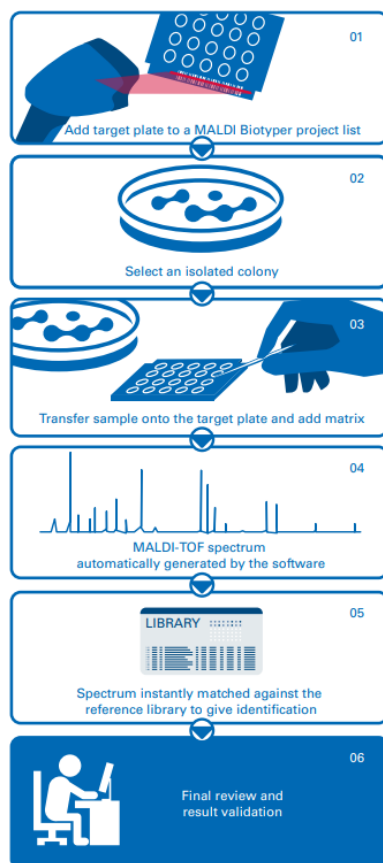 01
Add target plate to a MALDI Biotyper project list
02
Select an isolated colony
03
Transfer sample onto the target plate and add matrix
04
MALDI-TOF spectrum
automatically generated by the software
05
LIBRARY
Spectrum instantly matched against the
reference library to give identification
06
Final review and
result validation